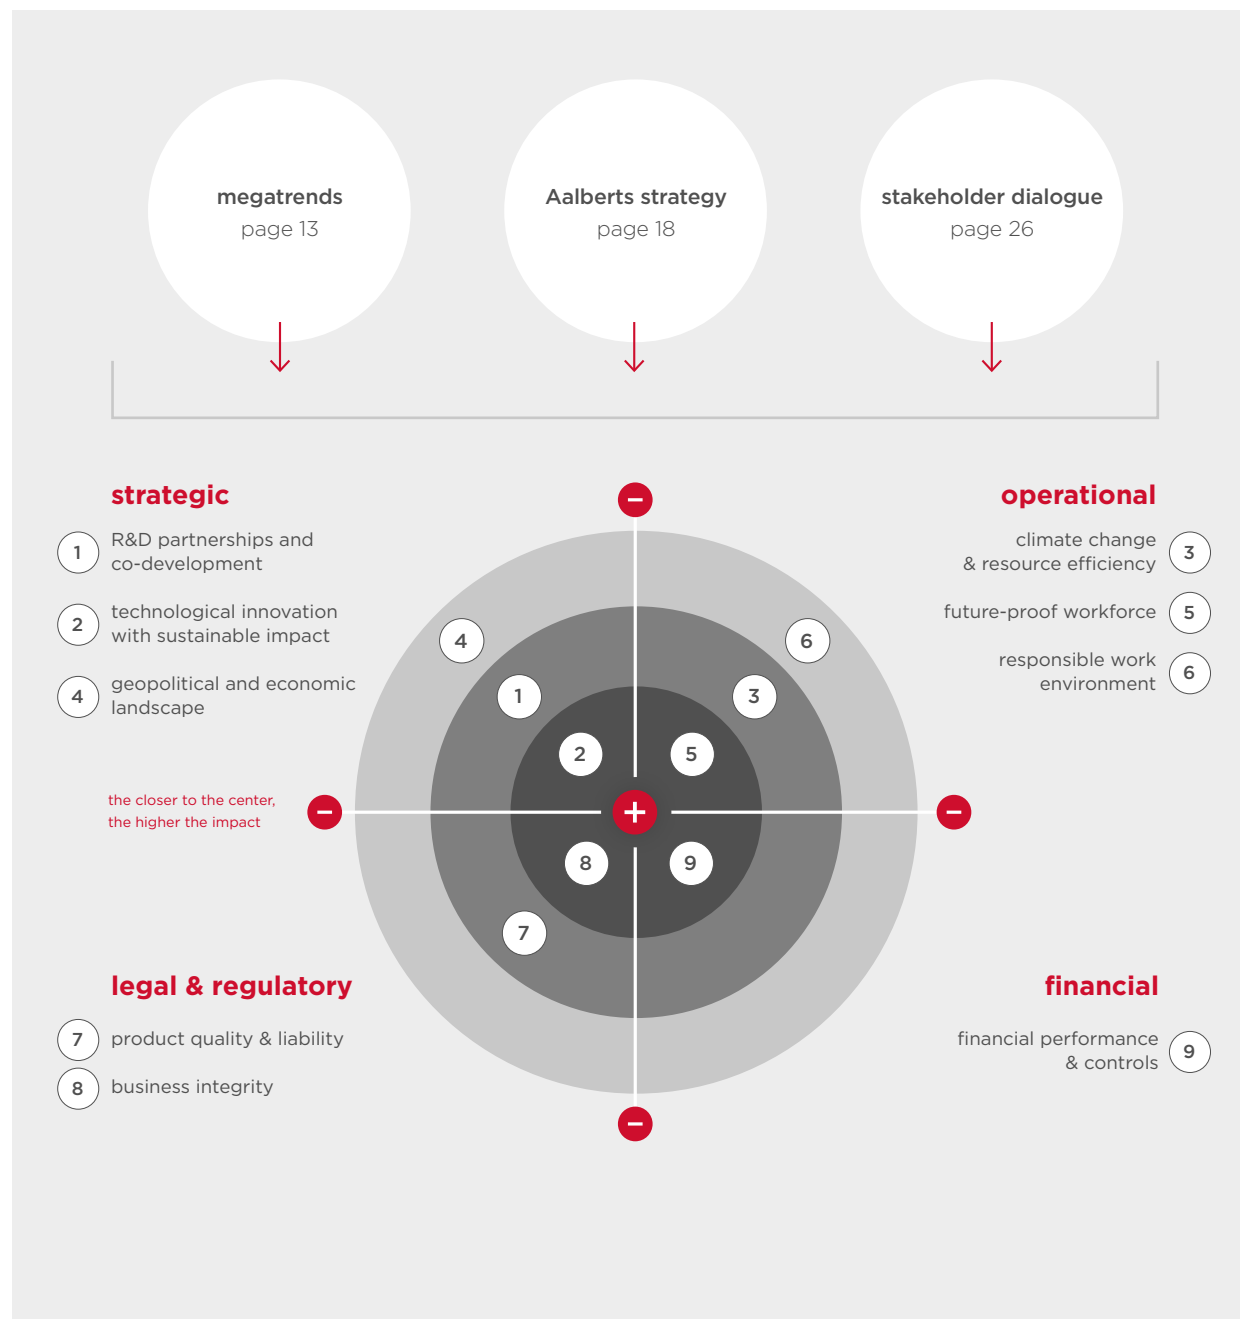 megatrends
page 13
Aalberts strategy
page 18
stakeholder dialogue
page 26
strategic
1
R&D partnerships and
co-development
2
technological innovation
with sustainable impact
4
geopolitical and economic
landscape
operational
climate change
& resource efficiency
3
future-proof workforce
5
responsible work
environment
6
the closer to the center,
the higher the impact
−
4
6
1
3
2
5
−
+
−
8
9
7
−
legal & regulatory
7
product quality & liability
8
business integrity
financial
financial performance
& controls
9